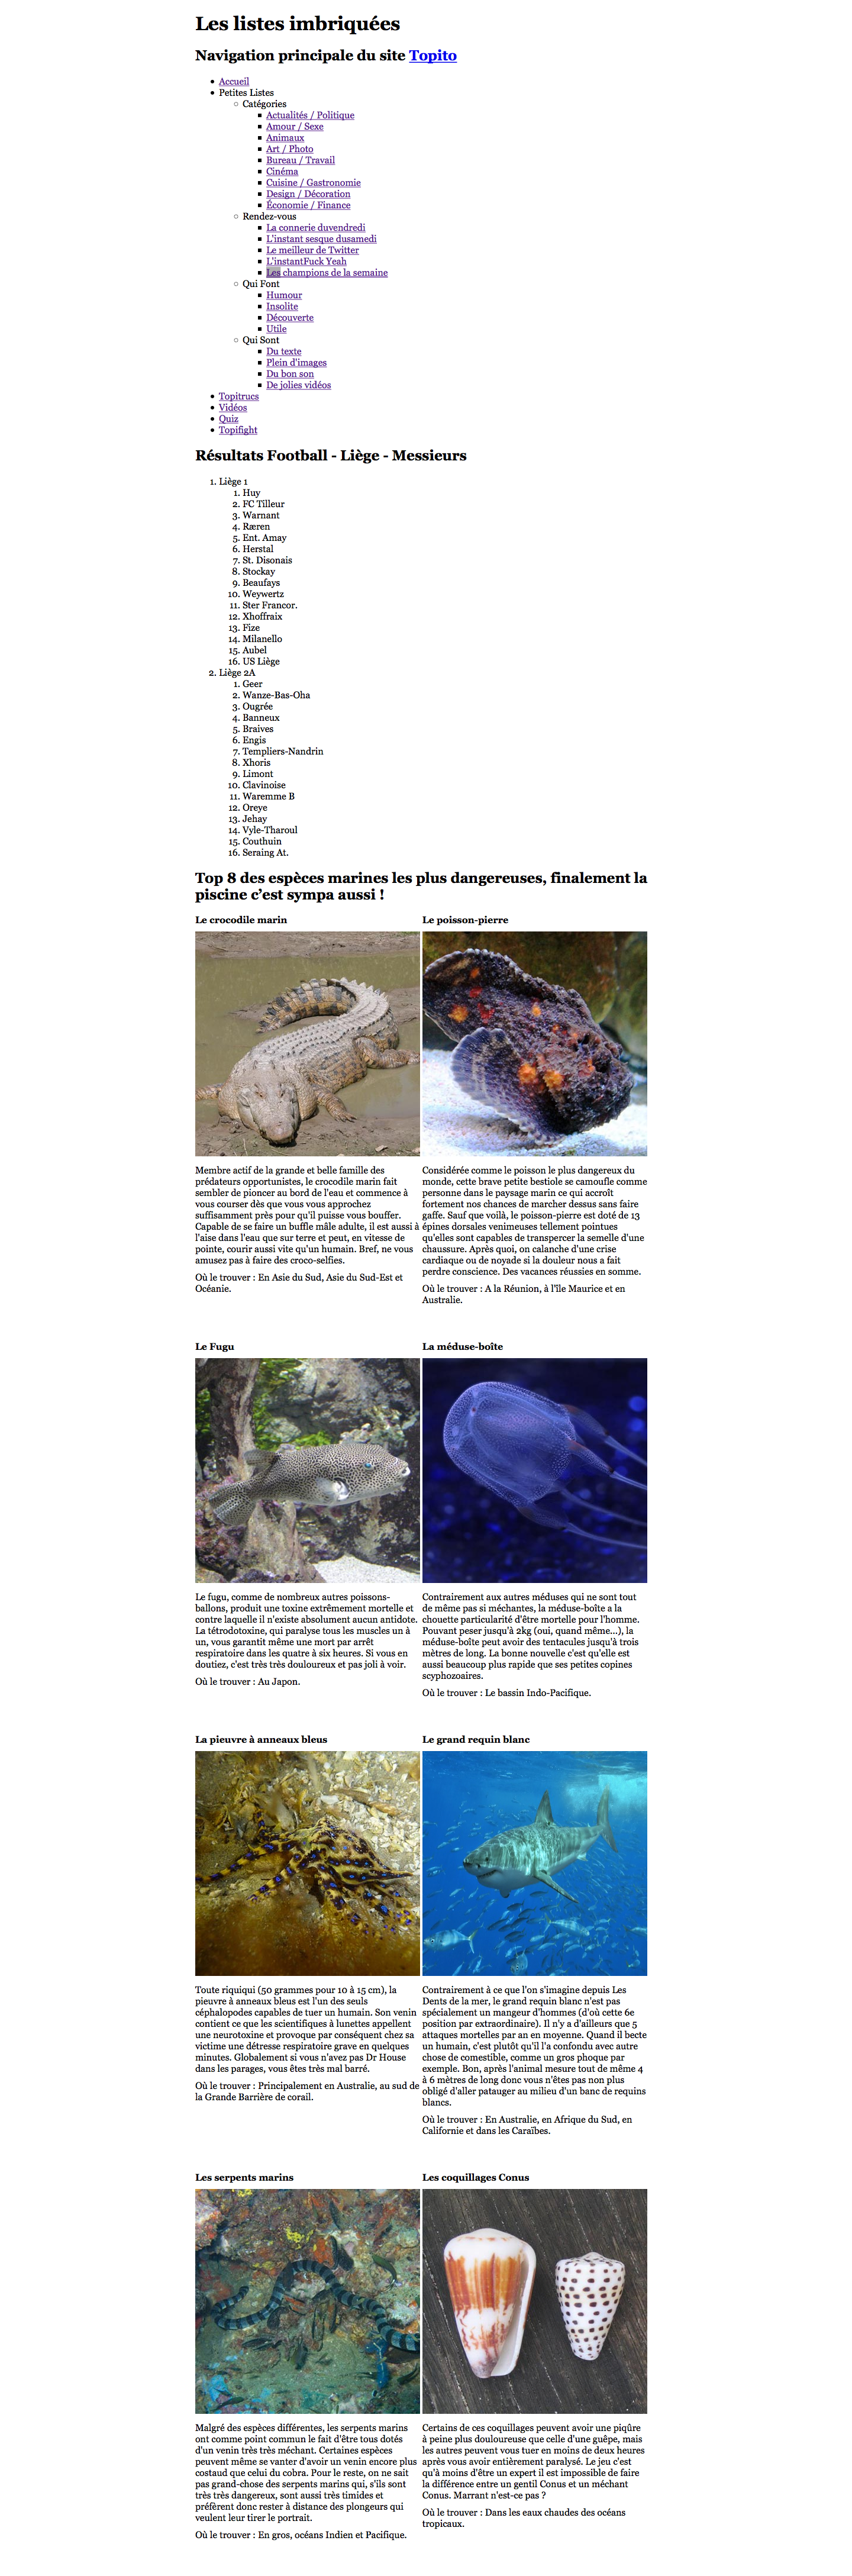 Les listes imbriquées
Navigation principale du site Topito
Accueil
Petites Listes
Catégories
Actualités / Politique
Amour / Sexe
Animaux
Art / Photo
Bureau / Travail
Cinéma
Cuisine / Gastronomie
Design / Décoration
Économie / Finance
Rendez-vous
La connerie duvendredi
L'instant sesque dusamedi
Le meilleur de Twitter
L'instantFuck Yeah
Les champions de la semaine
Qui Font
Humour
Insolite
Découverte
Utile
Qui Sont
Du texte
Plein d'images
Du bon son
De jolies vidéos
Topitrucs
Vidéos
Quiz
Topifight
Résultats Football - Liège - Messieurs
1. Liège 1
1. Huy
2. FC Tilleur
3. Warnant
4. Ræren
5. Ent. Amay
6. Herstal
7. St. Disonais
8. Stockay
9. Beaufays
10. Weywertz
11. Ster Francor.
12. Xhoffraix
13. Fize
14. Milanello
15. Aubel
16. US Liège
2. Liège 2A
1. Geer
2. Wanze-Bas-Oha
3. Ougrée
4. Banneux
5. Braives
6. Engis
7. Templiers-Nandrin
8. Xhoris
9. Limont
10. Clavinoise
11. Waremme B
12. Oreye
13. Jehay
14. Vyle-Tharoul
15. Couthuin
16. Seraing At.
Top 8 des espèces marines les plus dangereuses, finalement la
piscine c’est sympa aussi !
Le crocodile marin
Membre actif de la grande et belle famille des
prédateurs opportunistes, le crocodile marin fait
sembler de pioncer au bord de l'eau et commence à
vous courser dès que vous vous approchez
suffisamment près pour qu'il puisse vous bouffer.
Capable de se faire un buffle mâle adulte, il est aussi à
l'aise dans l'eau que sur terre et peut, en vitesse de
pointe, courir aussi vite qu'un humain. Bref, ne vous
amusez pas à faire des croco-selfies.
Où le trouver : En Asie du Sud, Asie du Sud-Est et
Océanie.
Le poisson-pierre
Considérée comme le poisson le plus dangereux du
monde, cette brave petite bestiole se camoufle comme
personne dans le paysage marin ce qui accroît
fortement nos chances de marcher dessus sans faire
gaffe. Sauf que voilà, le poisson-pierre est doté de 13
épines dorsales venimeuses tellement pointues
qu'elles sont capables de transpercer la semelle d'une
chaussure. Après quoi, on calanche d'une crise
cardiaque ou de noyade si la douleur nous a fait
perdre conscience. Des vacances réussies en somme.
Où le trouver : A la Réunion, à l'île Maurice et en
Australie.
Le Fugu
Le fugu, comme de nombreux autres poissons-
ballons, produit une toxine extrêmement mortelle et
contre laquelle il n'existe absolument aucun antidote.
La tétrodotoxine, qui paralyse tous les muscles un à
un, vous garantit même une mort par arrêt
respiratoire dans les quatre à six heures. Si vous en
doutiez, c'est très très douloureux et pas joli à voir.
Où le trouver : Au Japon.
La méduse-boîte
Contrairement aux autres méduses qui ne sont tout
de même pas si méchantes, la méduse-boîte a la
chouette particularité d'être mortelle pour l'homme.
Pouvant peser jusqu'à 2kg (oui, quand même...), la
méduse-boîte peut avoir des tentacules jusqu'à trois
mètres de long. La bonne nouvelle c'est qu'elle est
aussi beaucoup plus rapide que ses petites copines
scyphozoaires.
Où le trouver : Le bassin Indo-Pacifique.
La pieuvre à anneaux bleus
Toute riquiqui (50 grammes pour 10 à 15 cm), la
pieuvre à anneaux bleus est l'un des seuls
céphalopodes capables de tuer un humain. Son venin
contient ce que les scientifiques à lunettes appellent
une neurotoxine et provoque par conséquent chez sa
victime une détresse respiratoire grave en quelques
minutes. Globalement si vous n'avez pas Dr House
dans les parages, vous êtes très mal barré.
Où le trouver : Principalement en Australie, au sud de
la Grande Barrière de corail.
Le grand requin blanc
Contrairement à ce que l'on s'imagine depuis Les
Dents de la mer, le grand requin blanc n'est pas
spécialement un mangeur d'hommes (d'où cette 6e
position par extraordinaire). Il n'y a d'ailleurs que 5
attaques mortelles par an en moyenne. Quand il becte
un humain, c'est plutôt qu'il l'a confondu avec autre
chose de comestible, comme un gros phoque par
exemple. Bon, après l'animal mesure tout de même 4
à 6 mètres de long donc vous n'êtes pas non plus
obligé d'aller patauger au milieu d'un banc de requins
blancs.
Où le trouver : En Australie, en Afrique du Sud, en
Californie et dans les Caraïbes.
Les serpents marins
Malgré des espèces différentes, les serpents marins
ont comme point commun le fait d'être tous dotés
d'un venin très très méchant. Certaines espèces
peuvent même se vanter d'avoir un venin encore plus
costaud que celui du cobra. Pour le reste, on ne sait
pas grand-chose des serpents marins qui, s'ils sont
très très dangereux, sont aussi très timides et
préfèrent donc rester à distance des plongeurs qui
veulent leur tirer le portrait.
Où le trouver : En gros, océans Indien et Pacifique.
Les coquillages Conus
Certains de ces coquillages peuvent avoir une piqûre
à peine plus douloureuse que celle d'une guêpe, mais
les autres peuvent vous tuer en moins de deux heures
après vous avoir entièrement paralysé. Le jeu c'est
qu'à moins d'être un expert il est impossible de faire
la différence entre un gentil Conus et un méchant
Conus. Marrant n'est-ce pas ?
Où le trouver : Dans les eaux chaudes des océans
tropicaux.